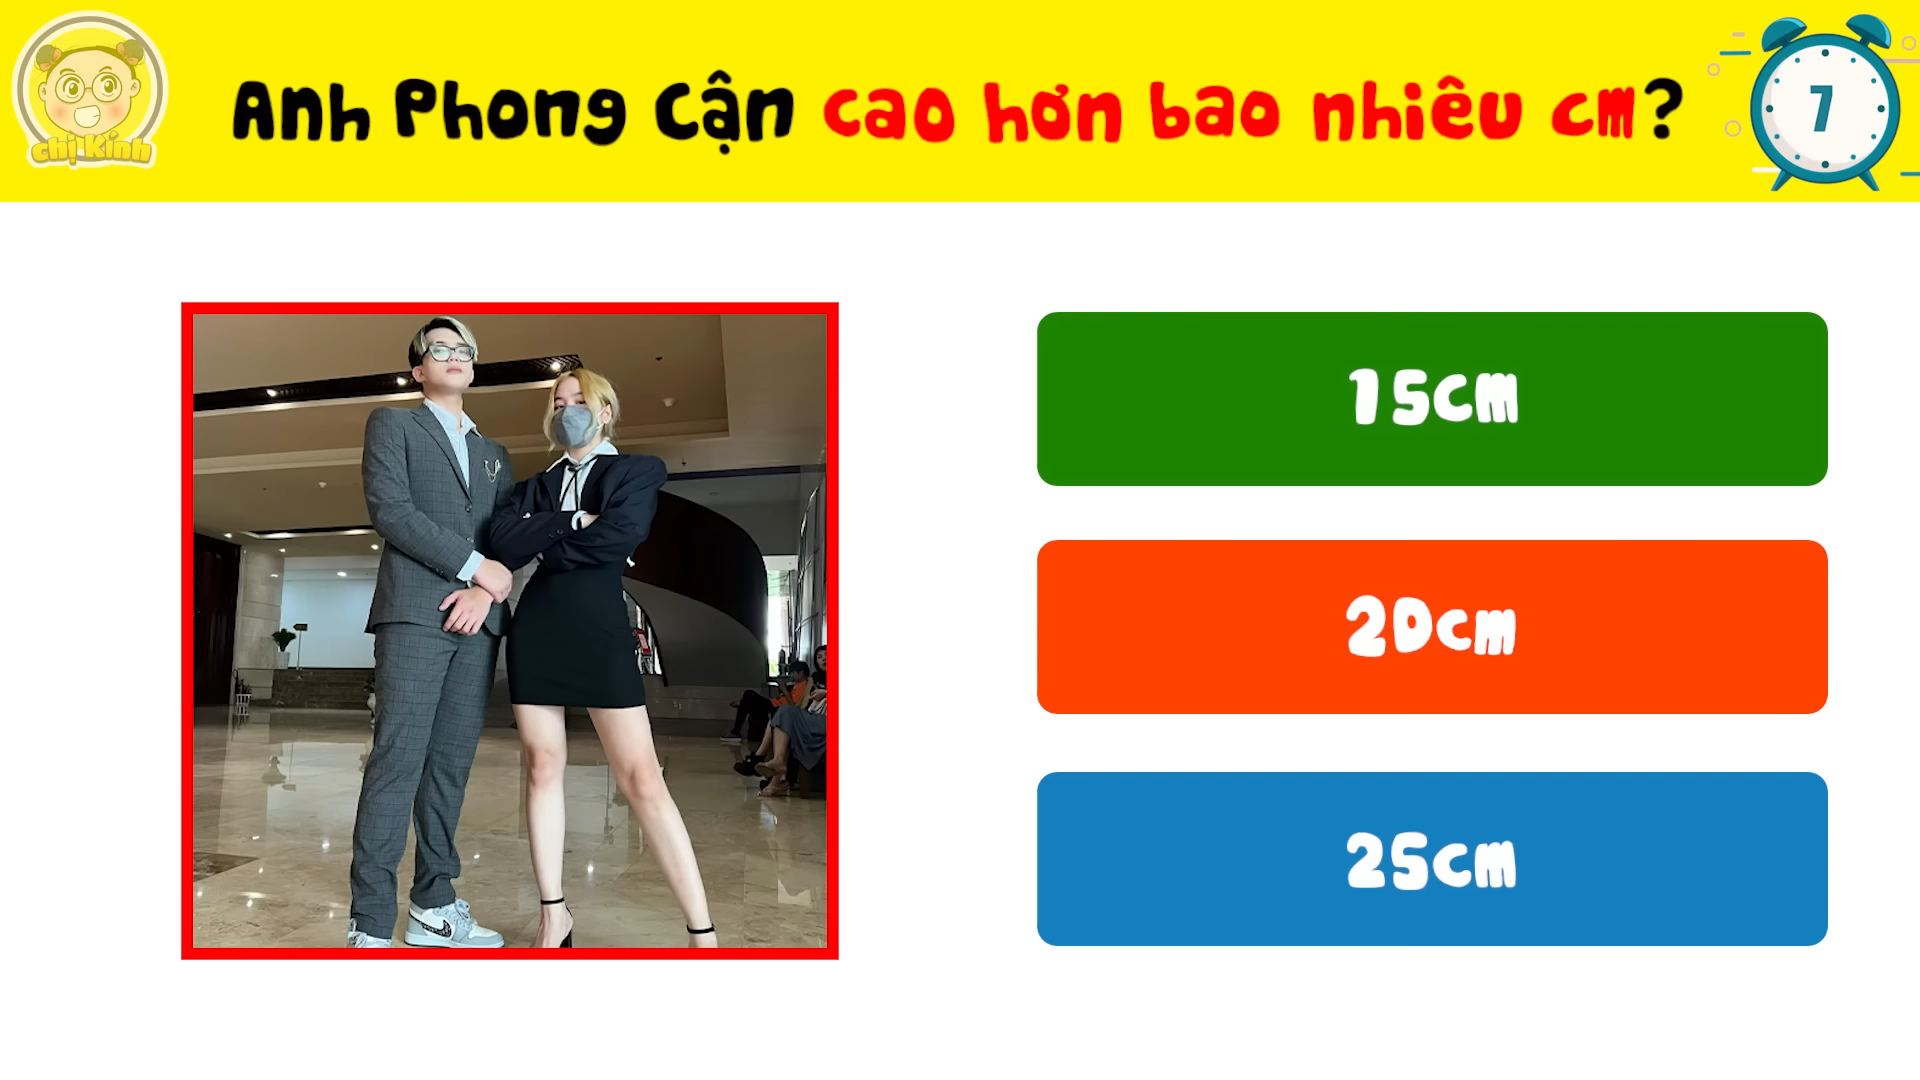 Anh Phong Cận cao hơn bao nhiêu cm?
7
chị Kính
15cm
20cm
25cm